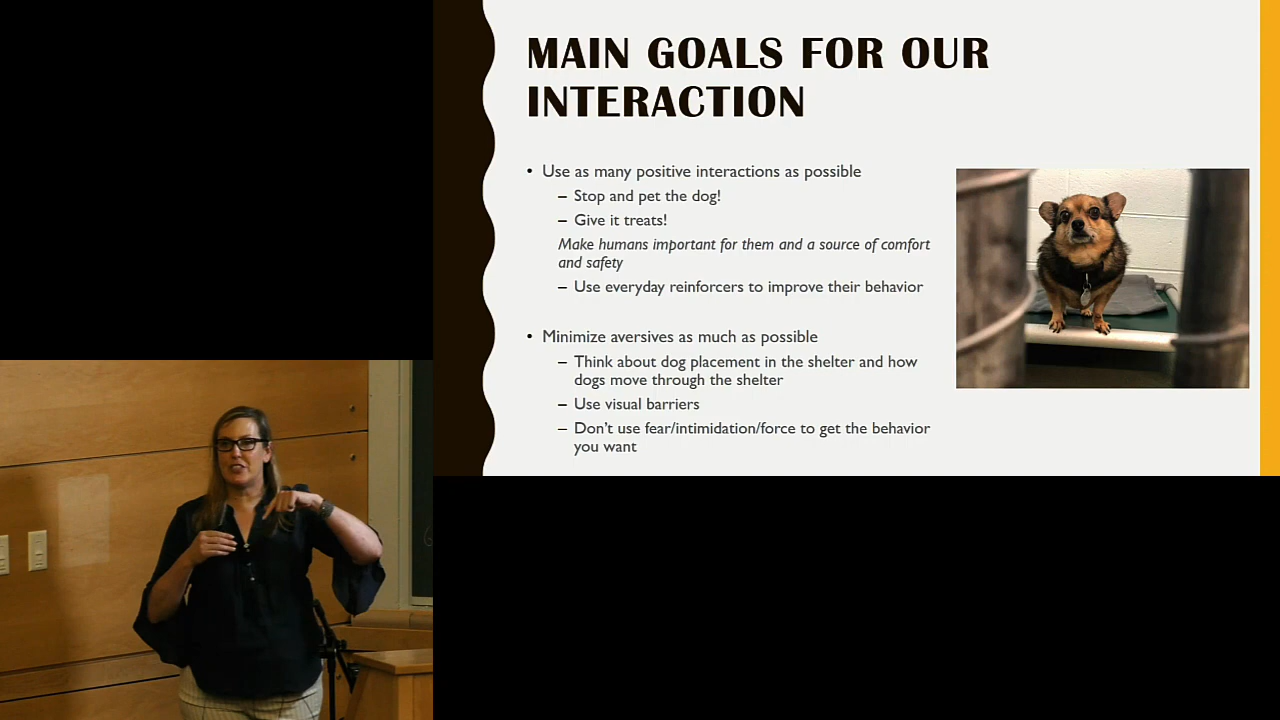 MAIN GOALS FOR OUR
INTERACTION
• Use as many positive interactions as possible
– Stop and pet the dog!
– Give it treats!
Make humans important for them and a source of comfort
and safety
– Use everyday reinforcers to improve their behavior
• Minimize aversives as much as possible
– Think about dog placement in the shelter and how
dogs move through the shelter
– Use visual barriers
– Don't use fear/intimidation/force to get the behavior
you want